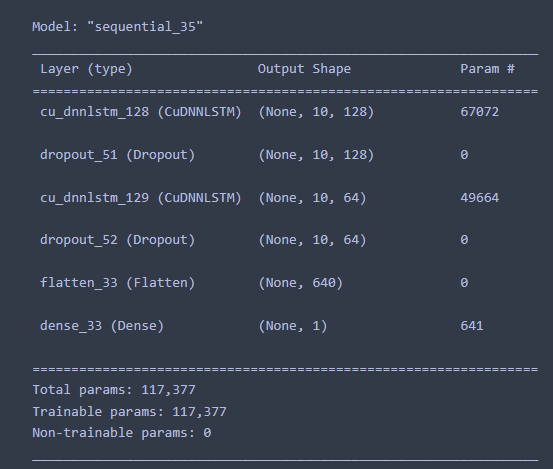 Model: "sequential_35"
_________________________________________________________________
Layer (type) Output Shape Param #
=================================================================
cu_dnnlstm_128 (CuDNNLSTM) (None, 10, 128) 67072
dropout_51 (Dropout) (None, 10, 128) 0
cu_dnnlstm_129 (CuDNNLSTM) (None, 10, 64) 49664
dropout_52 (Dropout) (None, 10, 64) 0
flatten_33 (Flatten) (None, 640) 0
dense_33 (Dense) (None, 1) 641
=================================================================
Total params: 117,377
Trainable params: 117,377
Non-trainable params: 0
_________________________________________________________________